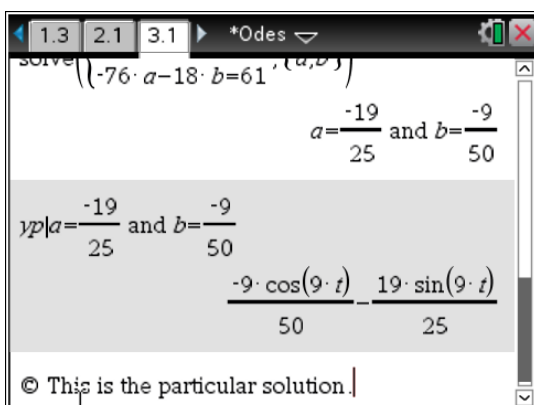 1.3 2.1 3.1 *Odes
solve({-76·a-18·b=61,{a,b})
a=-19/25 and b=-9/50
yp|a=-19/25 and b=-9/50
-9·cos(9·t)/50-19·sin(9·t)/25
© This is the particular solution.